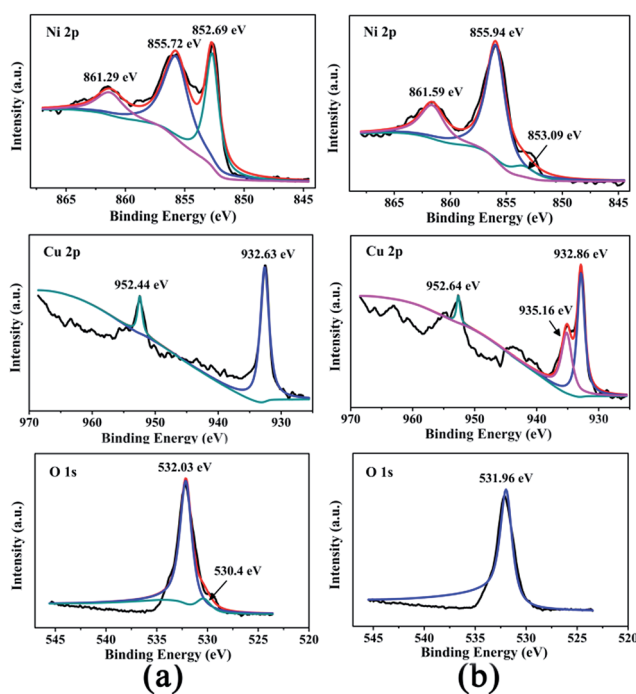 Ni 2p
852.69 eV
855.72 eV
861.29 eV
Intensity (a.u.)
865 860 855 850 845
Binding Energy (eV)
Cu 2p
932.63 eV
952.44 eV
Intensity (a.u.)
970 960 950 940 930
Binding Energy (eV)
O 1s
532.03 eV
530.4 eV
Intensity (a.u.)
545 540 535 530 525 520
Binding Energy (eV)
(a)
Ni 2p
855.94 eV
861.59 eV
853.09 eV
Intensity (a.u.)
865 860 855 850 845
Binding Energy (eV)
Cu 2p
932.86 eV
952.64 eV
935.16 eV
Intensity (a.u.)
970 960 950 940 930
Binding Energy (eV)
O 1s
531.96 eV
Intensity (a.u.)
545 540 535 530 525 520
Binding Energy (eV)
(b)